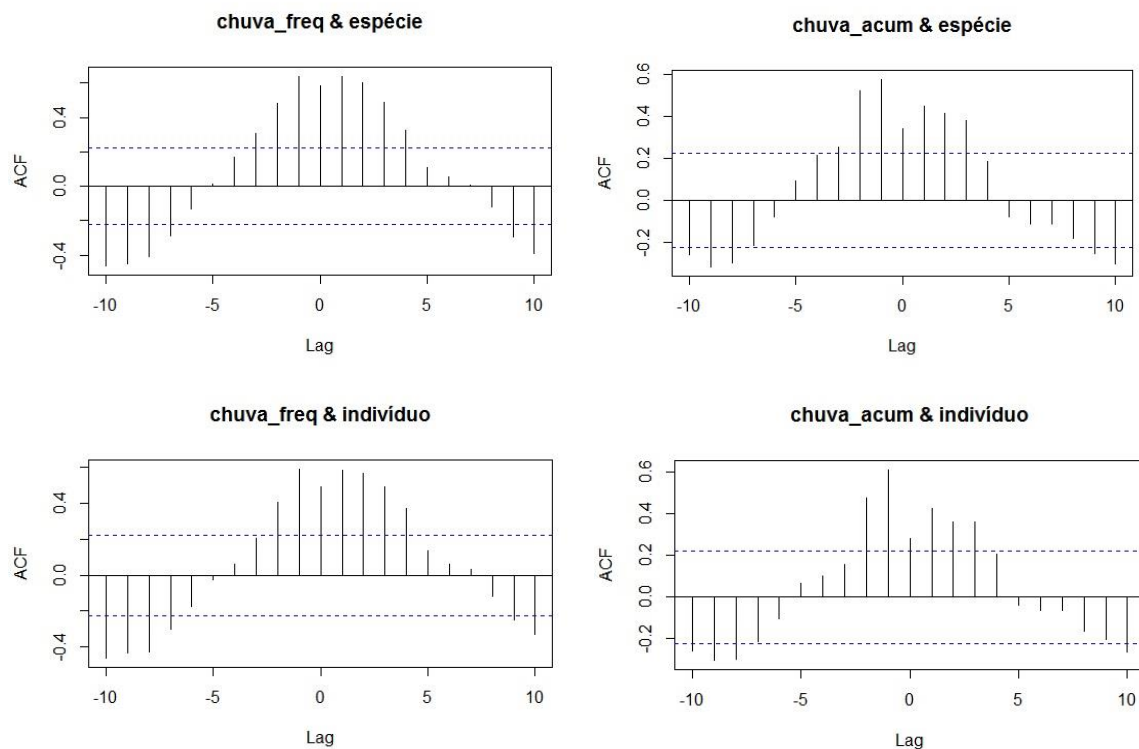 chuva_freq & espécie
ACF
0.4
0.0
-0.4
-10 -5 0 5 10
Lag
chuva_acum & espécie
ACF
0.6
0.4
0.2
0.0
-0.2
-10 -5 0 5 10
Lag
chuva_freq & indivíduo
ACF
0.4
0.0
-0.4
-10 -5 0 5 10
Lag
chuva_acum & indivíduo
ACF
0.6
0.4
0.2
0.0
-0.2
-10 -5 0 5 10
Lag